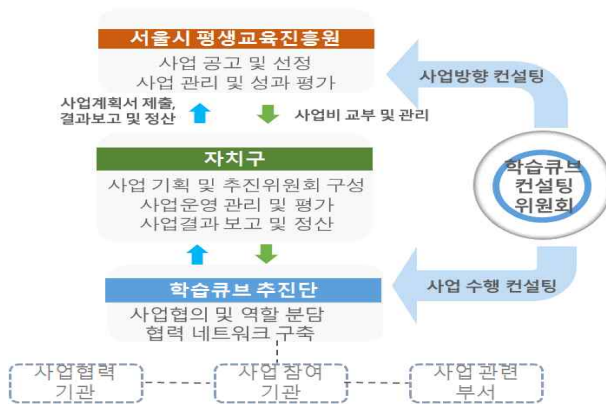 서울시 평생교육진흥원
사업 공고 및 선정
사업 관리 및 성과 평가
사업방향 컨설팅
사업계획서 제출,
결과보고 및 정산
사업비 교부 및 관리
자치구
사업 기획 및 추진위원회 구성
사업운영 관리 및 평가
사업결과 보고 및 정산
학습큐브
컨설팅
위원회
학습큐브 추진단
사업협의 및 역할 분담
협력 네트워크 구축
사업 수행 컨설팅
사업협력
기관
사업 참여
기관
사업 관련
부서